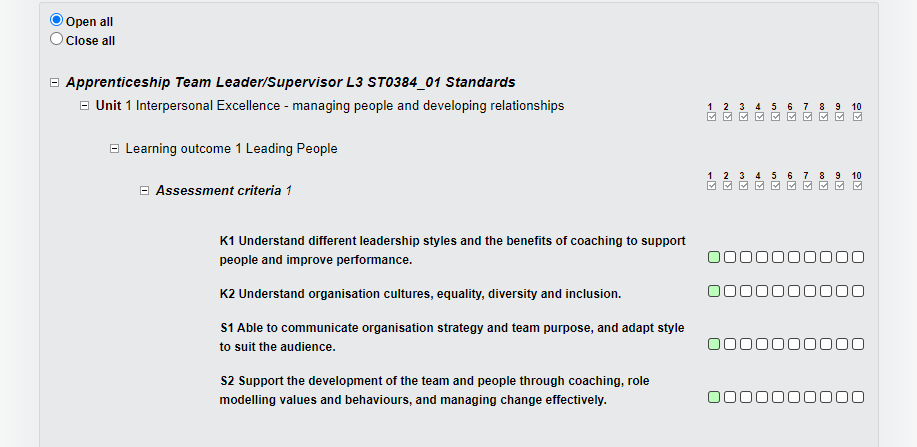 Open all
Close all
Apprenticeship Team Leader/Supervisor L3 ST0384_01 Standards
Unit 1 Interpersonal Excellence - managing people and developing relationships
1 2 3 4 5 6 7 8 9 10
Learning outcome 1 Leading People
Assessment criteria 1
1 2 3 4 5 6 7 8 9 10
K1 Understand different leadership styles and the benefits of coaching to support
people and improve performance.
K2 Understand organisation cultures, equality, diversity and inclusion.
S1 Able to communicate organisation strategy and team purpose, and adapt style
to suit the audience.
S2 Support the development of the team and people through coaching, role
modelling values and behaviours, and managing change effectively.